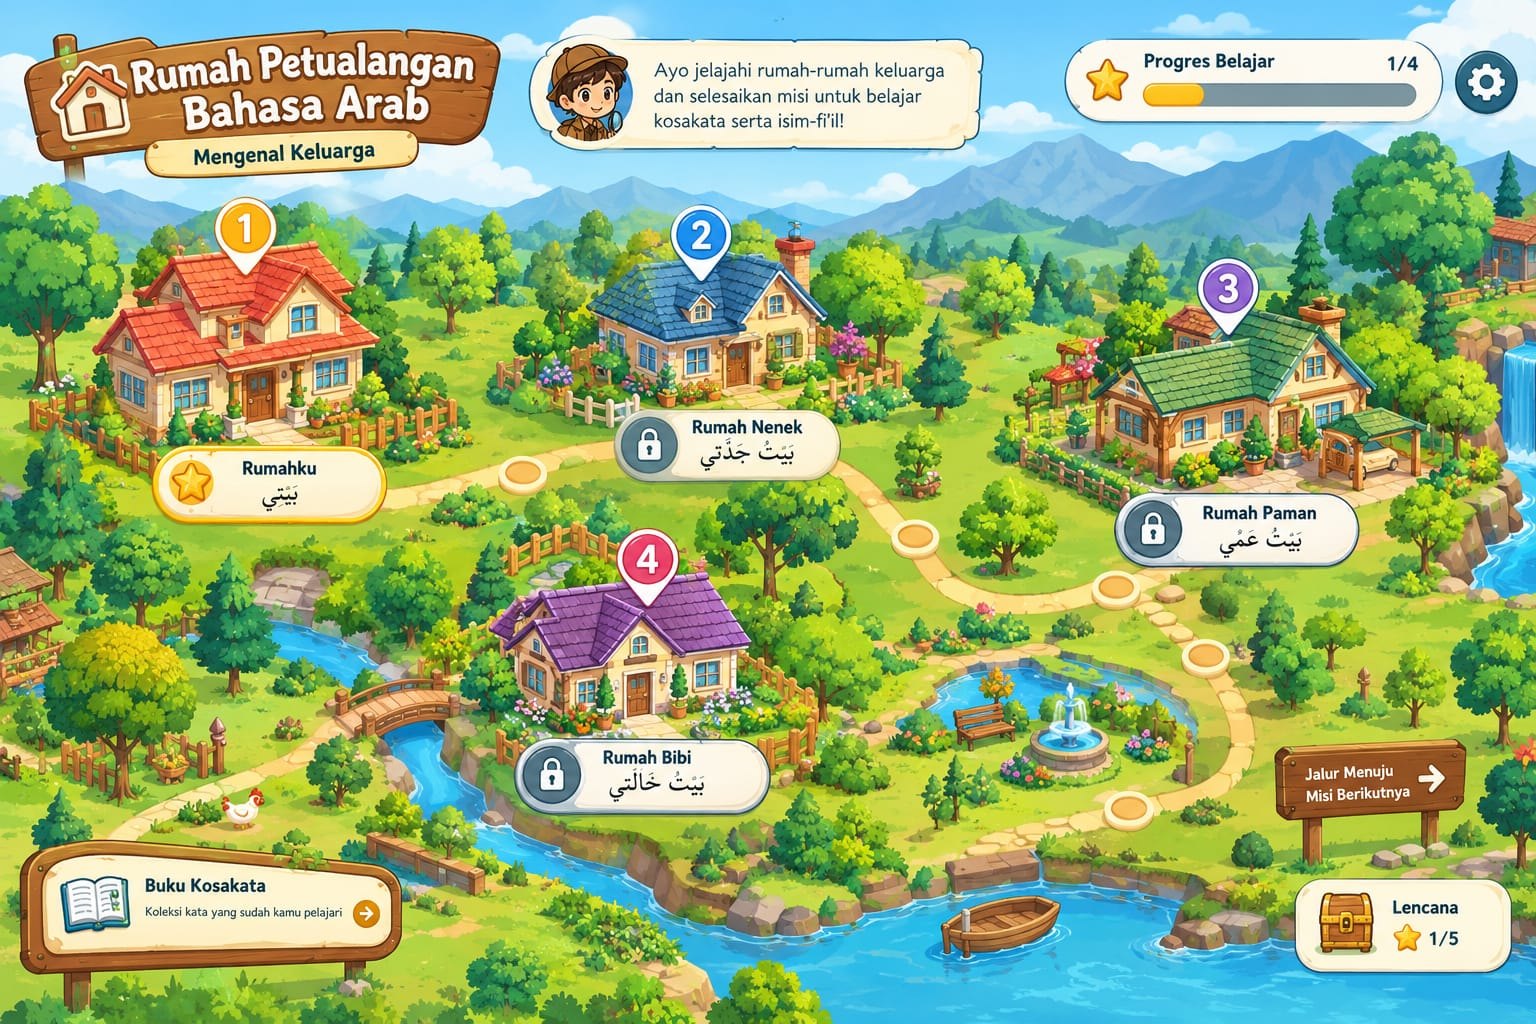 Rumah Petualangan
Bahasa Arab
Mengenal Keluarga
Ayo jelajahi rumah-rumah keluarga
dan selesaikan misi untuk belajar
kosakata serta isim-fi'il!
Progres Belajar 1/4
1
2
3
Rumahku
بَيْتِي
Rumah Nenek
بَيْتُ جَدَّتي
Rumah Paman
بَيْتُ عَمُي
4
Rumah Bibi
بَيْتُ خَالَتي
Jalur Menuju
Misi Berikutnya
Buku Kosakata
Koleksi kata yang sudah kamu pelajari
Lencana
1/5